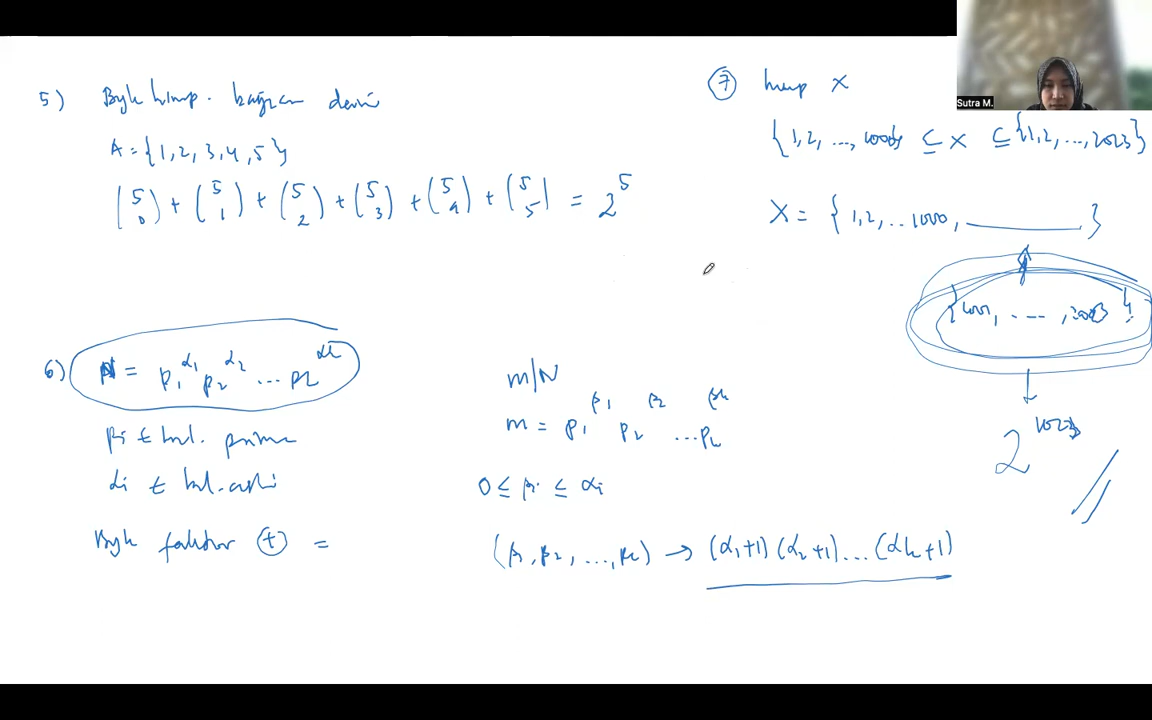 5) Byk himp. bagian dari
A = {1, 2, 3, 4, 5}
(5 0) + (5 1) + (5 2) + (5 3) + (5 4) + (5 5) = 2^5
6) N = p₁^α₁ p₂^α₂ ... pₖ^αₖ
pᵢ ∈ bil. prima
αᵢ ∈ bil. asli
Byk faktor (+) =
m|N
m = p₁^β₁ p₂^β₂ ... pₖ^βₖ
0 ≤ βᵢ ≤ αᵢ
(β₁, β₂, ..., βₖ) → (α₁+1)(α₂+1)...(αₖ+1)
7 himp X
{1, 2, ..., 1000} ⊆ X ⊆ {1, 2, ..., 2023}
X = {1, 2, .. 1000, ______}
{1001, ..., 2023}
2^1023
Sutra M.